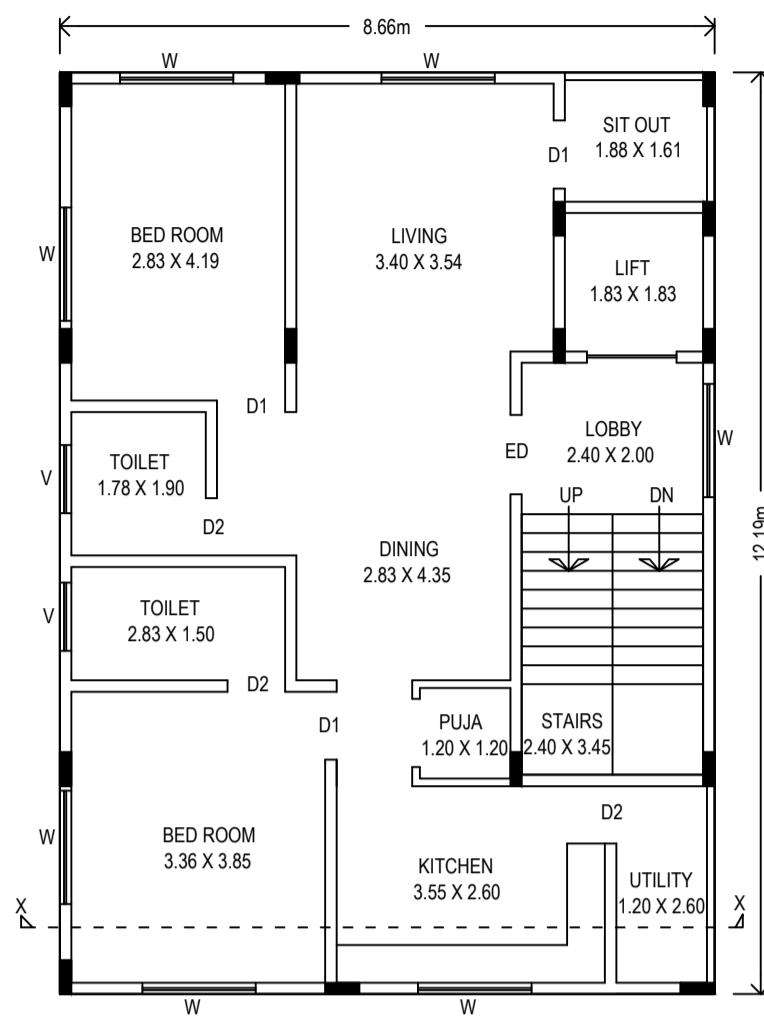 8.66m
W
W
SIT OUT
1.88 X 1.61
D1
BED ROOM
2.83 X 4.19
LIVING
3.40 X 3.54
W
LIFT
1.83 X 1.83
D1
LOBBY
2.40 X 2.00
W
ED
TOILET
1.78 X 1.90
V
UP
DN
D2
12.19m
DINING
2.83 X 4.35
TOILET
2.83 X 1.50
V
D2
D1
PUJA
1.20 X 1.20
STAIRS
2.40 X 3.45
D2
W
BED ROOM
3.36 X 3.85
KITCHEN
3.55 X 2.60
UTILITY
1.20 X 2.60
X
X
W
W